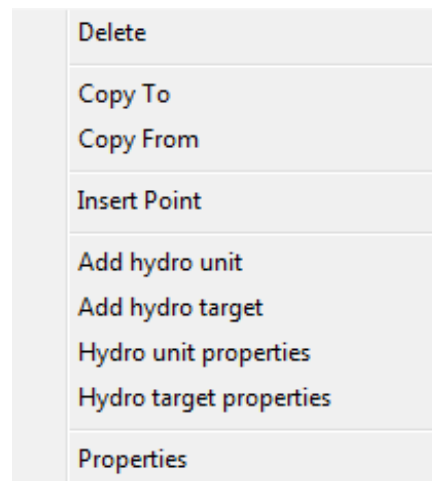 Delete
Copy To
Copy From
Insert Point
Add hydro unit
Add hydro target
Hydro unit properties
Hydro target properties
Properties